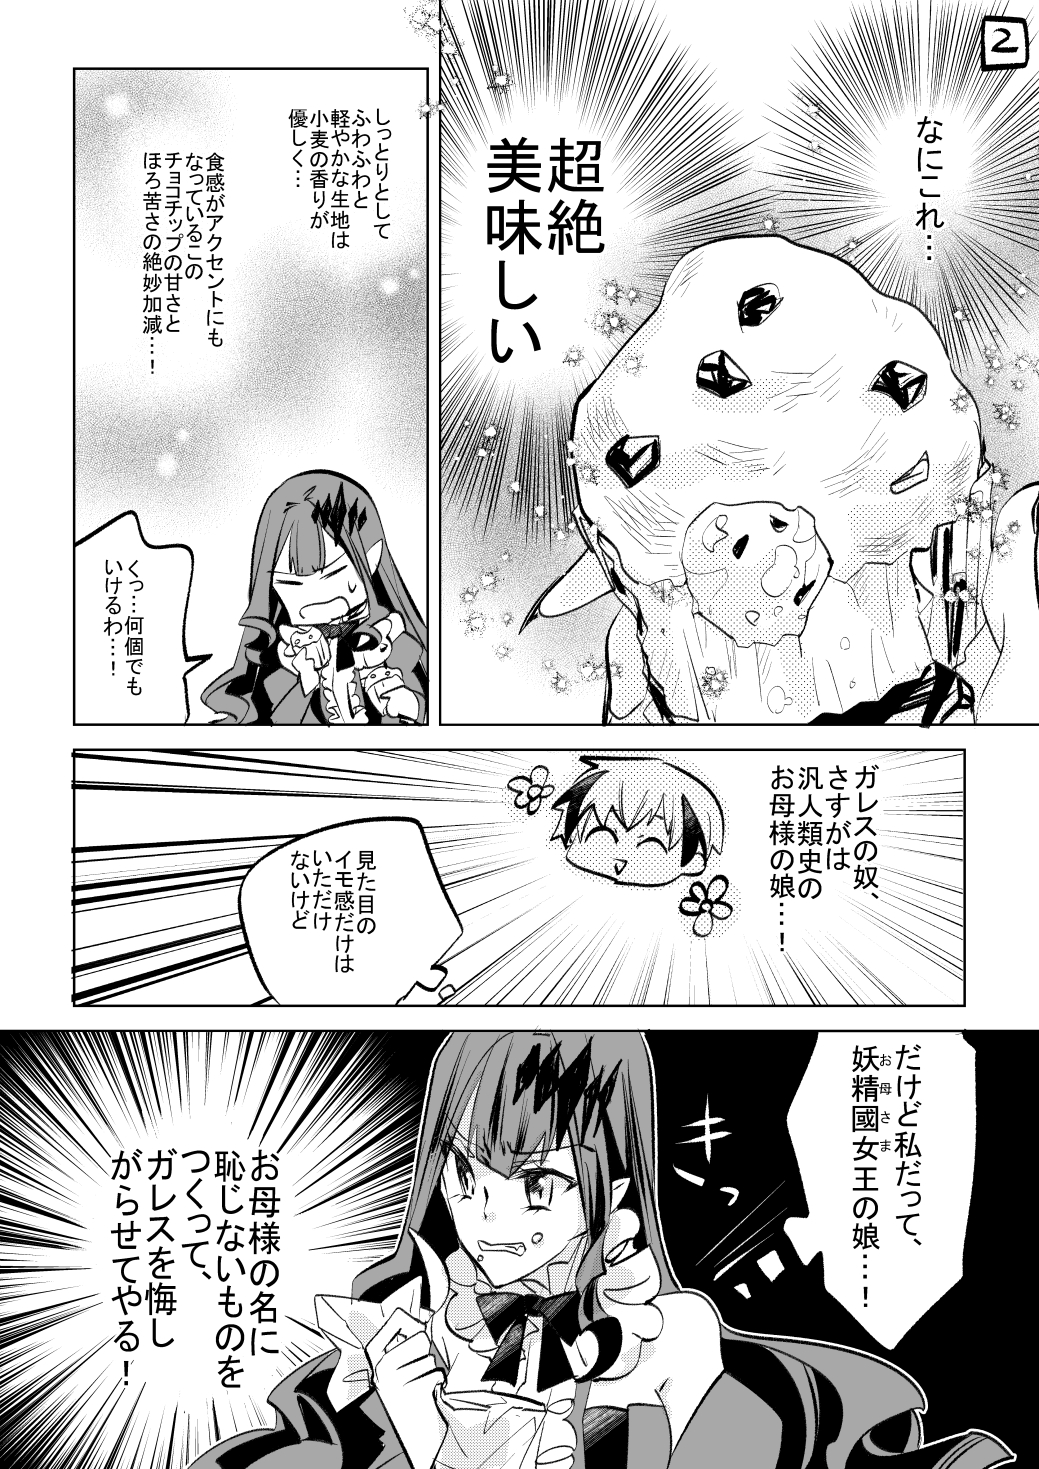 2
なにこれ…
超絶
美味しい
しっとりとして
ふわふわと
軽やかな生地は
小麦の香りが
優しく…
食感がアクセントにも
なっているこの
チョコチップの甘さと
ほろ苦さの絶妙加減…！
くっ…何個でも
いけるわ…！
ガレスの奴、
さすがは
汎人類史の
お母様の娘…！
見た目の
イモ感だけは
いただけ
ないけど
だけど私だって、
妖精國女王の娘…！
おかあさま
お母様の名に
恥じないものを
つくって、
ガレスを悔し
がらせてやる！